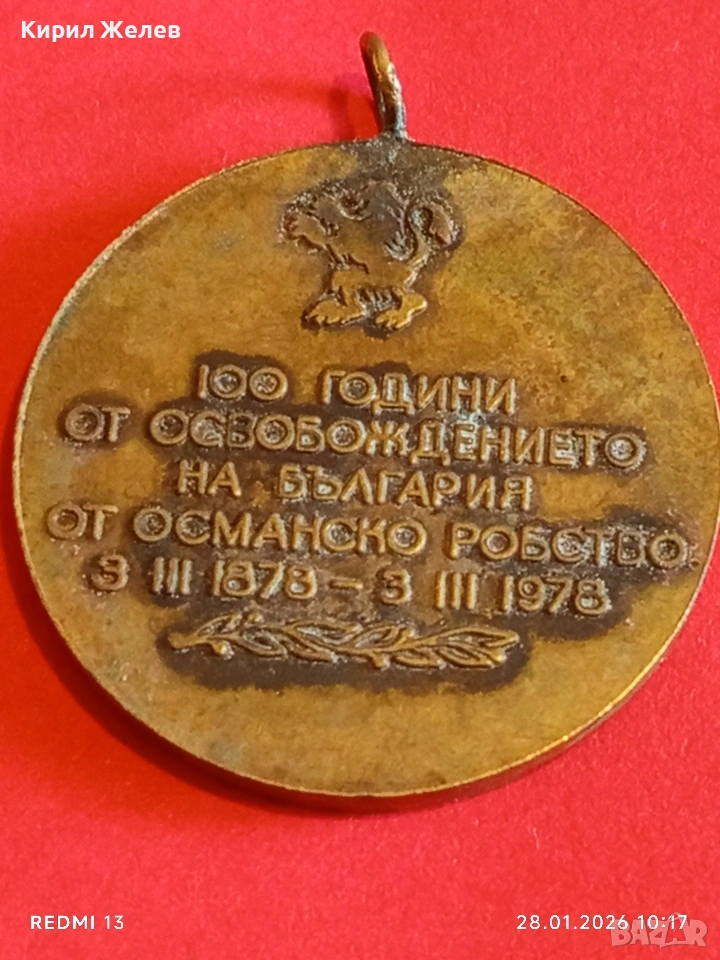 Кирил Желев
100 ГОДИНИ
ОТ ОСВОБОЖДЕНИЕТО
НА БЪЛГАРИЯ
ОТ ОСМАНСКО РОБСТВО
3 III 1878 – 3 III 1978
REDMI 13
28.01.2026 10:17
BAZAR